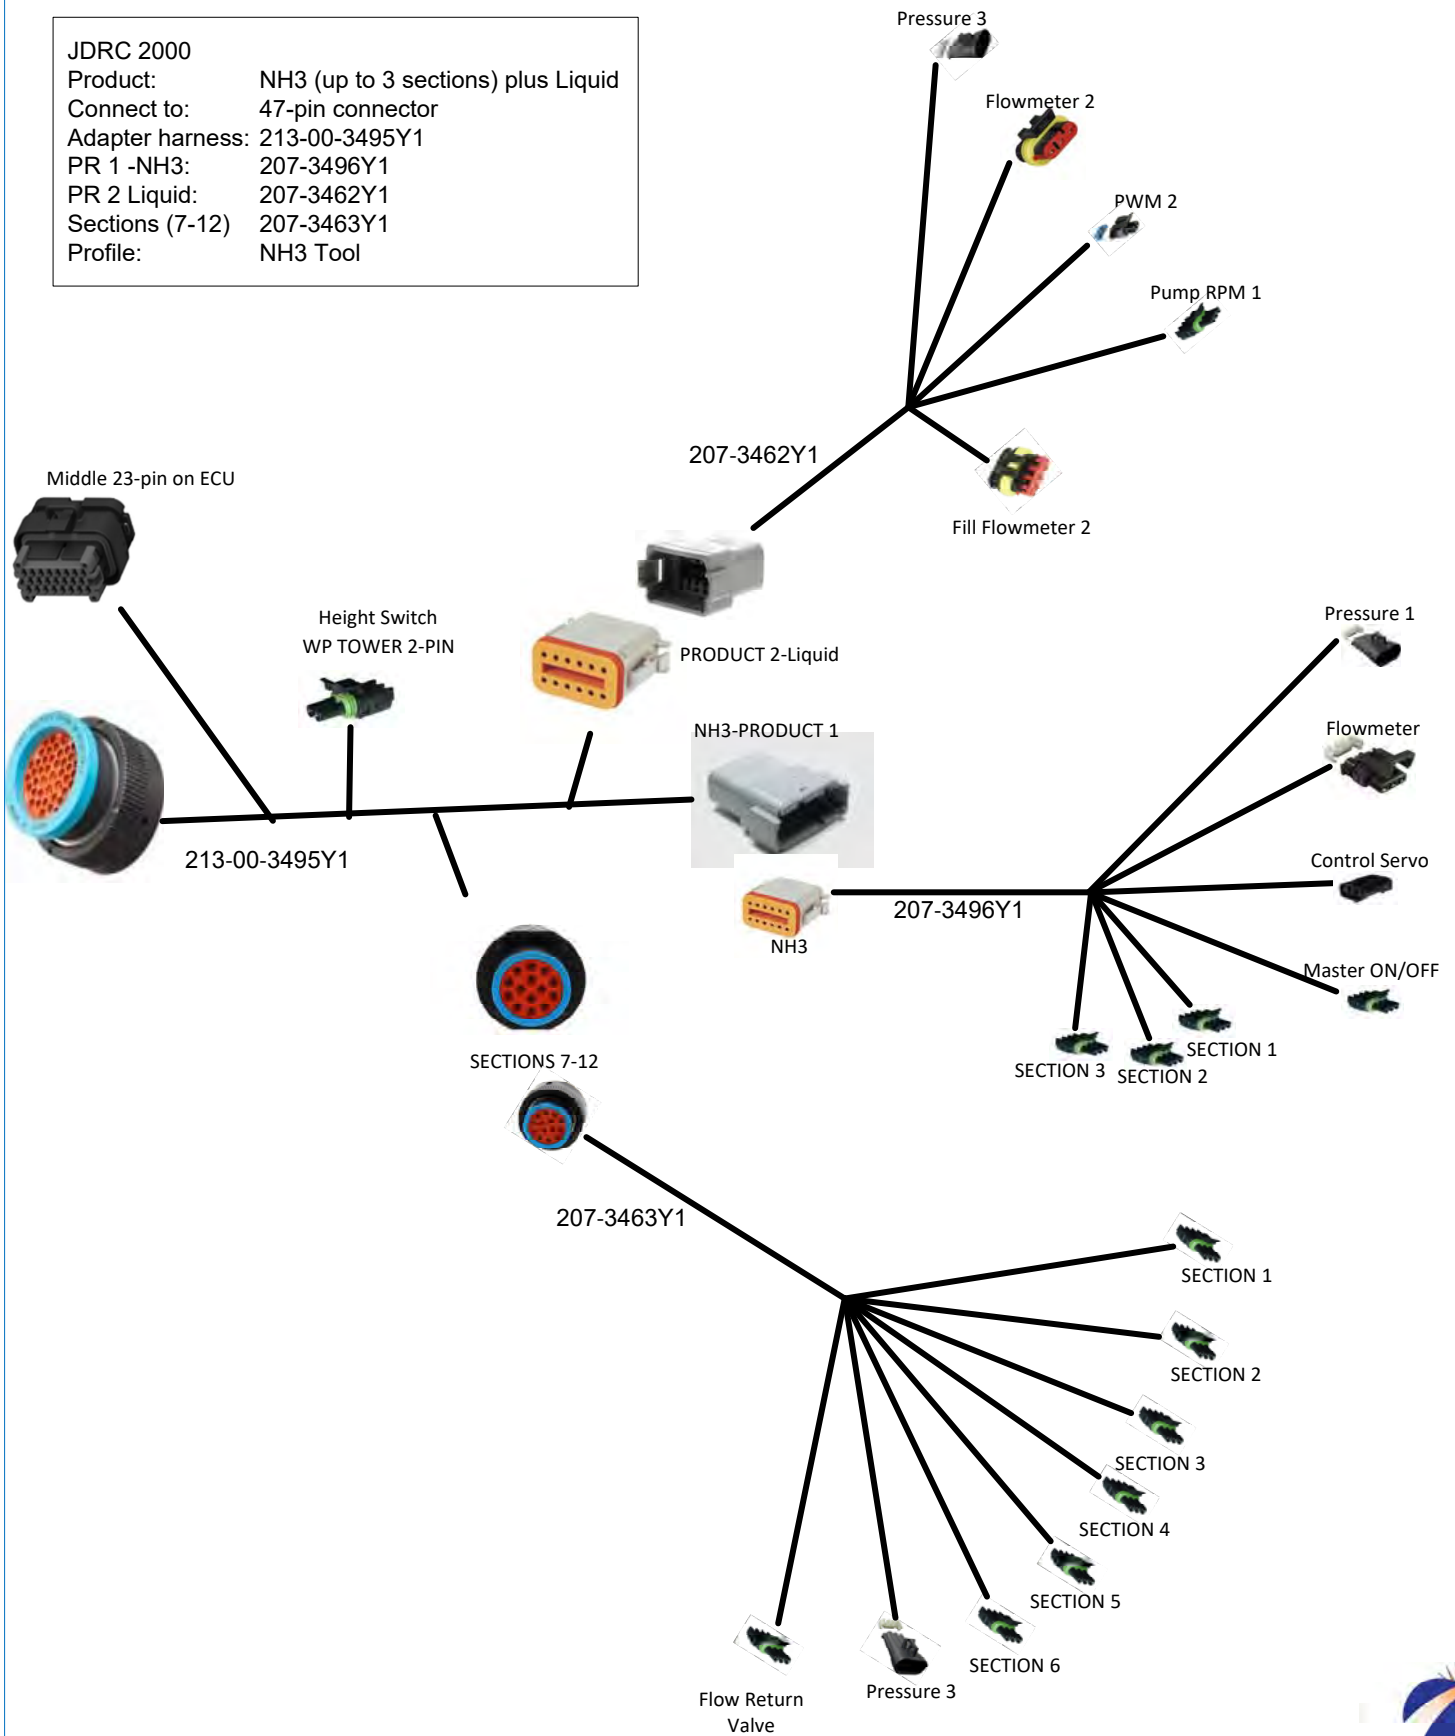 JDRC 2000
Product: NH3 (up to 3 sections) plus Liquid
Connect to: 47-pin connector
Adapter harness: 213-00-3495Y1
PR 1 -NH3: 207-3496Y1
PR 2 Liquid: 207-3462Y1
Sections (7-12) 207-3463Y1
Profile: NH3 Tool
Pressure 3
Flowmeter 2
PWM 2
Pump RPM 1
207-3462Y1
Fill Flowmeter 2
Middle 23-pin on ECU
Height Switch
WP TOWER 2-PIN
PRODUCT 2-Liquid
NH3-PRODUCT 1
213-00-3495Y1
Pressure 1
Flowmeter
Control Servo
207-3496Y1
NH3
Master ON/OFF
SECTION 1
SECTION 2
SECTION 3
SECTIONS 7-12
207-3463Y1
SECTION 1
SECTION 2
SECTION 3
SECTION 4
SECTION 5
SECTION 6
Pressure 3
Flow Return
Valve